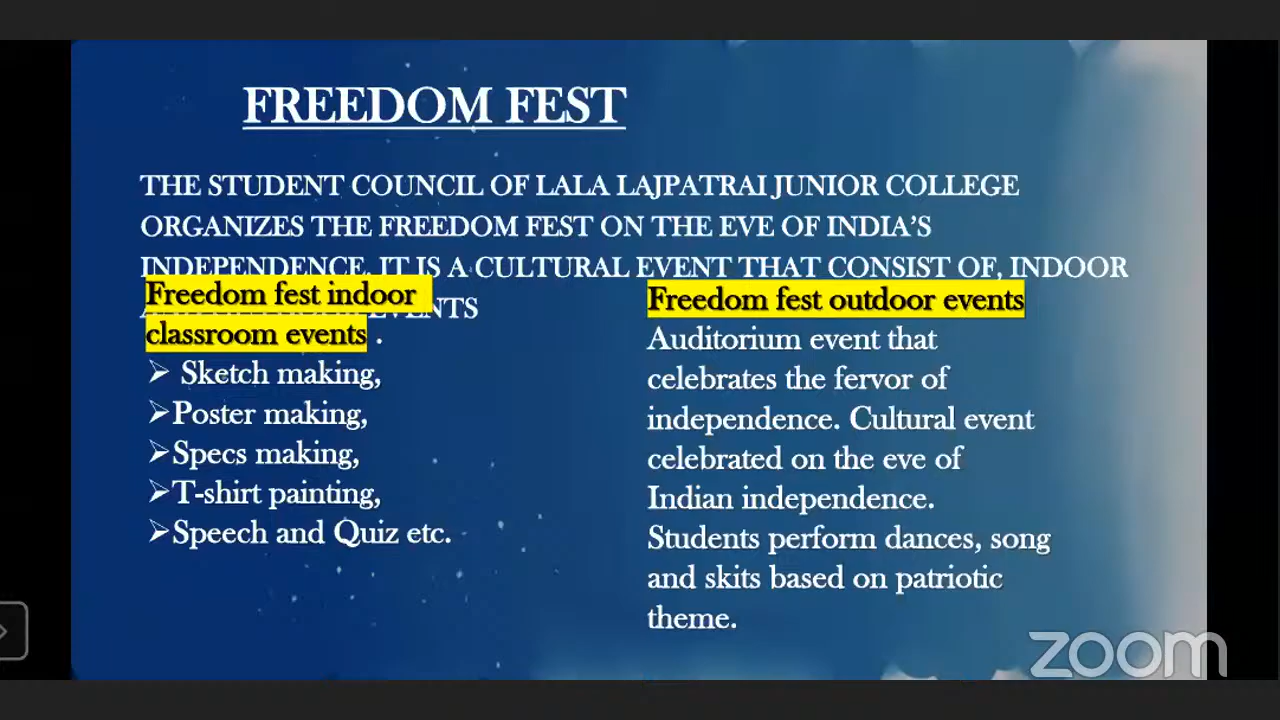 FREEDOM FEST
THE STUDENT COUNCIL OF LALA LAJPATRAI JUNIOR COLLEGE
ORGANIZES THE FREEDOM FEST ON THE EVE OF INDIA’S
INDEPENDENCE. IT IS A CULTURAL EVENT THAT CONSIST OF, INDOOR
EVENTS
Freedom fest indoor
classroom events .
➢ Sketch making,
➢Poster making,
➢Specs making,
➢T-shirt painting,
➢Speech and Quiz etc.
Freedom fest outdoor events
Auditorium event that
celebrates the fervor of
independence. Cultural event
celebrated on the eve of
Indian independence.
Students perform dances, song
and skits based on patriotic
theme.
zoom